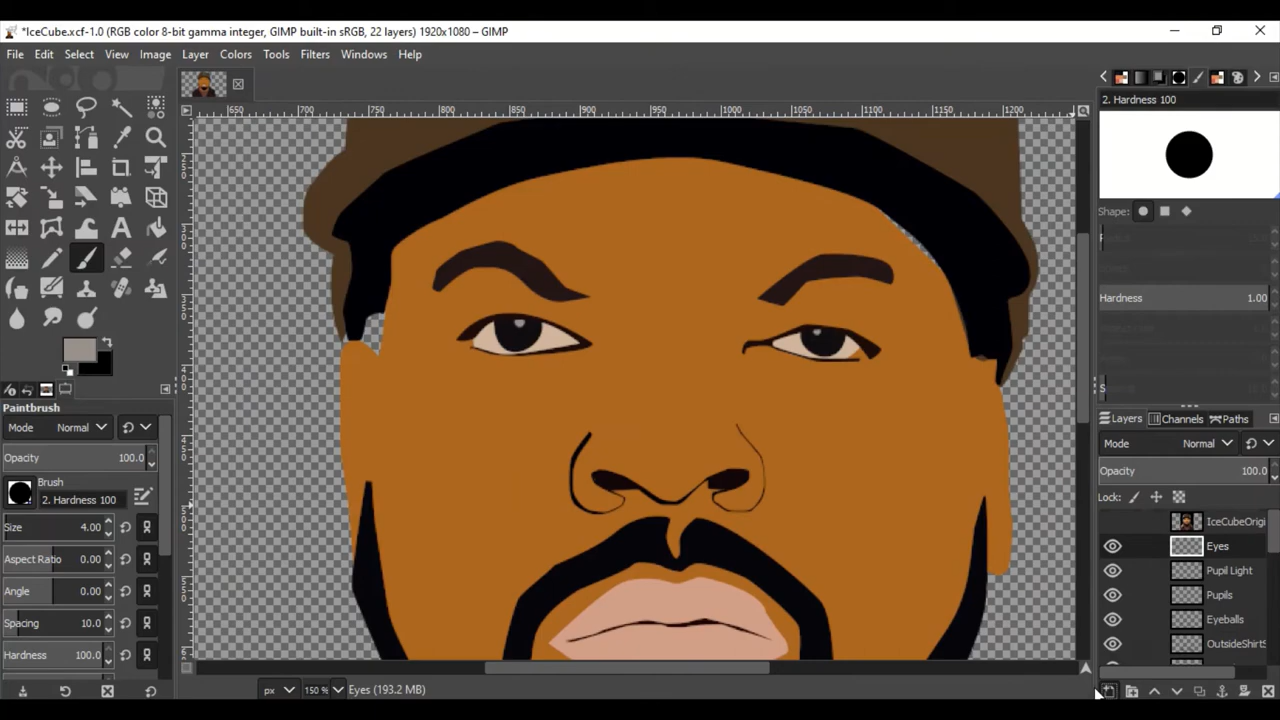 *IceCube.xcf-1.0 (RGB color 8-bit gamma integer, GIMP built-in sRGB, 22 layers) 1920x1080 – GIMP
File Edit Select View Image Layer Colors Tools Filters Windows Help
650 700 750 800 850 900 950 1000 1050 1100 1150 1200
2. Hardness 100
Shape:
Hardness 1.00
Layers Channels Paths
Mode Normal
Opacity 100.0
Lock:
IceCubeOrigi
Eyes
Pupil Light
Pupils
Eyeballs
OutsideShirtS
Paintbrush
Mode Normal
Opacity 100.0
Brush
2. Hardness 100
Size 4.00
Aspect Ratio 0.00
Angle 0.00
Spacing 10.0
Hardness 100.0
px 150 % Eyes (193.2 MB)